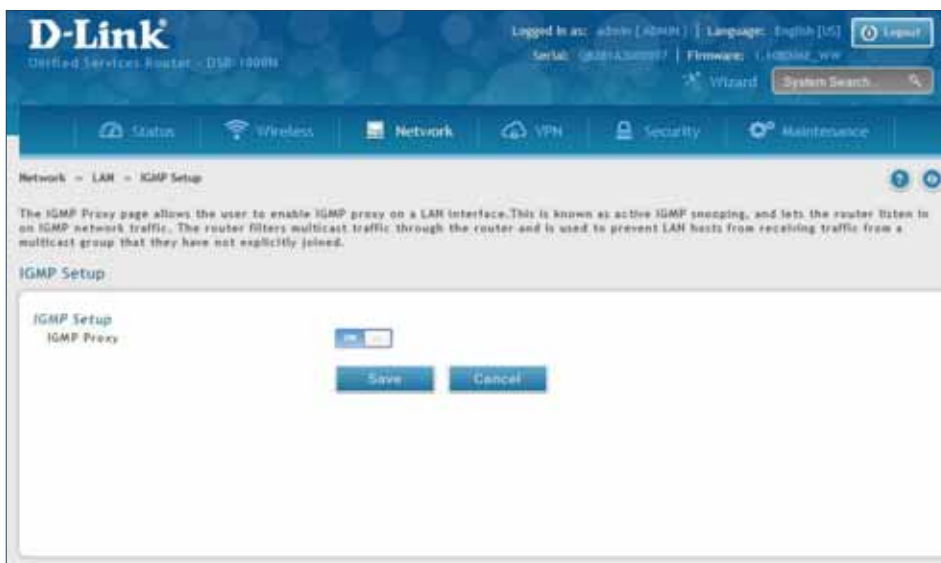 D-Link
Unified Services Router - DSR-1000N
Logged in as: admin [ADMIN] | Language: English [US]
Logout
Serial: | Firmware:
Wizard
System Search...
Status
Wireless
Network
VPN
Security
Maintenance
Network » LAN » IGMP Setup
The IGMP Proxy page allows the user to enable IGMP proxy on a LAN interface.This is known as active IGMP snooping, and lets the router listen in
on IGMP network traffic. The router filters multicast traffic through the router and is used to prevent LAN hosts from receiving traffic from a
multicast group that they have not explicitly joined.
IGMP Setup
IGMP Setup
IGMP Proxy
ON
Save
Cancel